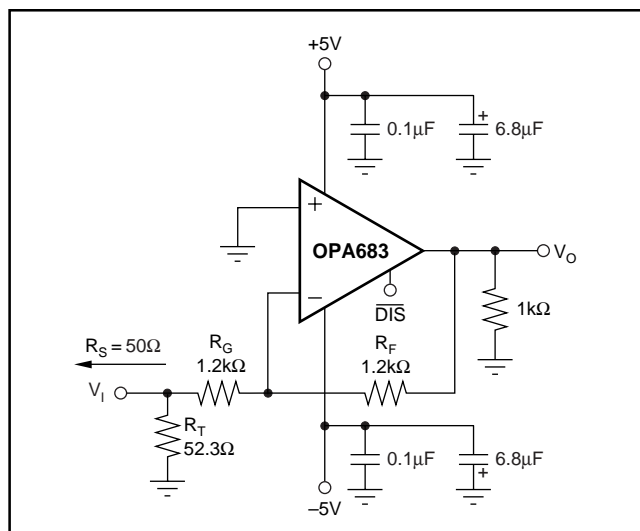 +5V
0.1µF
6.8µF
+
+
OPA683
−
DIS
V_O
1kΩ
R_S = 50Ω
R_G
1.2kΩ
R_F
1.2kΩ
V_I
R_T
52.3Ω
0.1µF
6.8µF
+
−5V